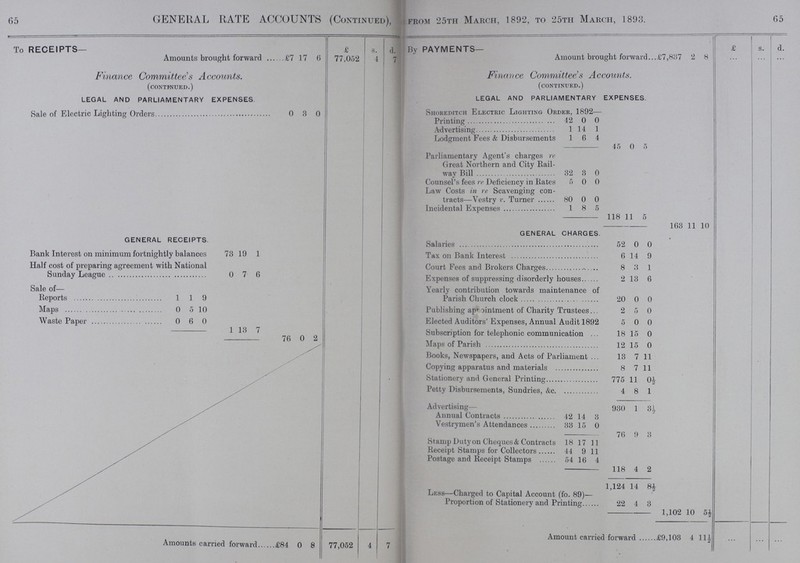 65 GENERAL RATE ACCOUNTS (Continued), from 25th March, 1892, to 25th March, 1893. 65
To RECEIPTS—
£ s. d.
Amounts brought forward ......£7 17 6 77,052 4 7
Finance Committee's Accounts.
(continued.)
LEGAL AND PARLIAMENTARY EXPENSES.
Sale of Electric Lighting Orders 0 3 0
GENERAL RECEIPTS.
Bank Interest on minimum fortnightly balances 73 19 1
Half cost of preparing agreement with National
Sunday League 0 7 6
Sale of—
Reports 1 1 9
Maps 0 5 10
Waste Paper 0 6 0
1 13 7
76 0 2
Amounts carried forward......£84 0 8 77,052 4 7
By PAYMENTS—
£ s. d.
Amount brought forward...£7,837 2 8 ... ... ...
Finance Committee's Accounts.
(continued.)
LEGAL AND PARLIAMENTARY EXPENSES.
Shoreditch Electric Lighting Order, 1892—
Printing 42 0 0
Advertising 1 14 1
Lodgment Fees & Disbursements 1 6 4
45 0 5
Parliamentary Agent's charges re
Great Northern and City Rail-
way Bill 32 3 0
Counsel's fees re Deficiency in Rates 5 0 0
Law Costs in re Scavenging con-
tracts—Vestry v. Turner 80 0 0
Incidental Expenses 1 8 5
118 11 5
163 11 10
GENERAL CHARGES.
Salaries 52 0 0
Tax on Bank Interest 6 14 9
Court Fees and Brokers Charges 8 3 1
Expenses of suppressing disorderly houses 2 13 6
Yearly contribution towards maintenance of
Parish Church clock 20 0 0
Publishing appointment of Charity Trustees 2 5 0
Elected Auditors' Expenses, Annual Audit 1892 5 0 0
Subscription for telephonic communication 18 15 0
Maps of Parish 12 15 0
Books, Newspapers, and Acts of Parliament 13 7 11
Copying apparatus and materials 8 7 11
Stationery and General Printing 775 11 0½
Petty Disbursements, Sundries, &c. 4 8 1
930 1 3½
Advertising—
Annual Contracts 42 14 3
Vestrymen's Attendances 33 15 0
76 9 3
Stamp Duty on Cheques & Contracts 18 17 11
Receipt Stamps for Collectors 44 9 11
Postage and Receipt Stamps 54 16 4
118 4 2
1,124 14 8½
Less—Charged to Capital Account (fo. 89)—
Proportion of Stationery and Printing 22 4 3
1,102 10 5½
Amount carried forward ......£9,103 4 11½ ... ... ...